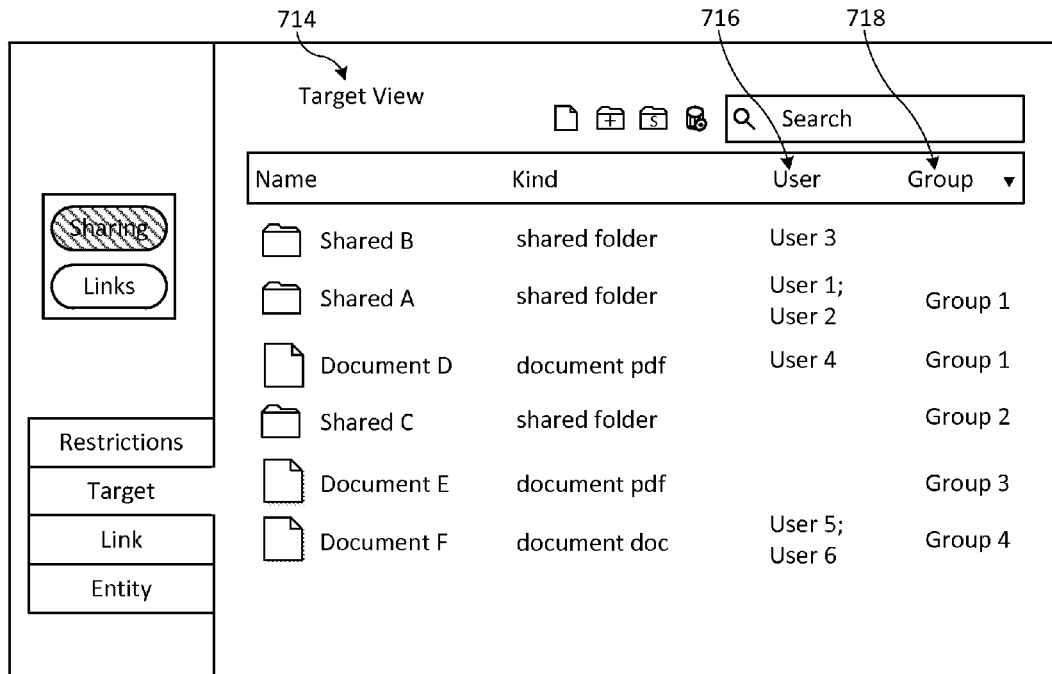 714 716 718
Target View
S Search
Name Kind User Group
Sharing
Links
Shared B shared folder User 3
Shared A shared folder User 1;
User 2 Group 1
Document D document pdf User 4 Group 1
Shared C shared folder Group 2
Document E document pdf Group 3
Document F document doc User 5;
User 6 Group 4
Restrictions
Target
Link
Entity